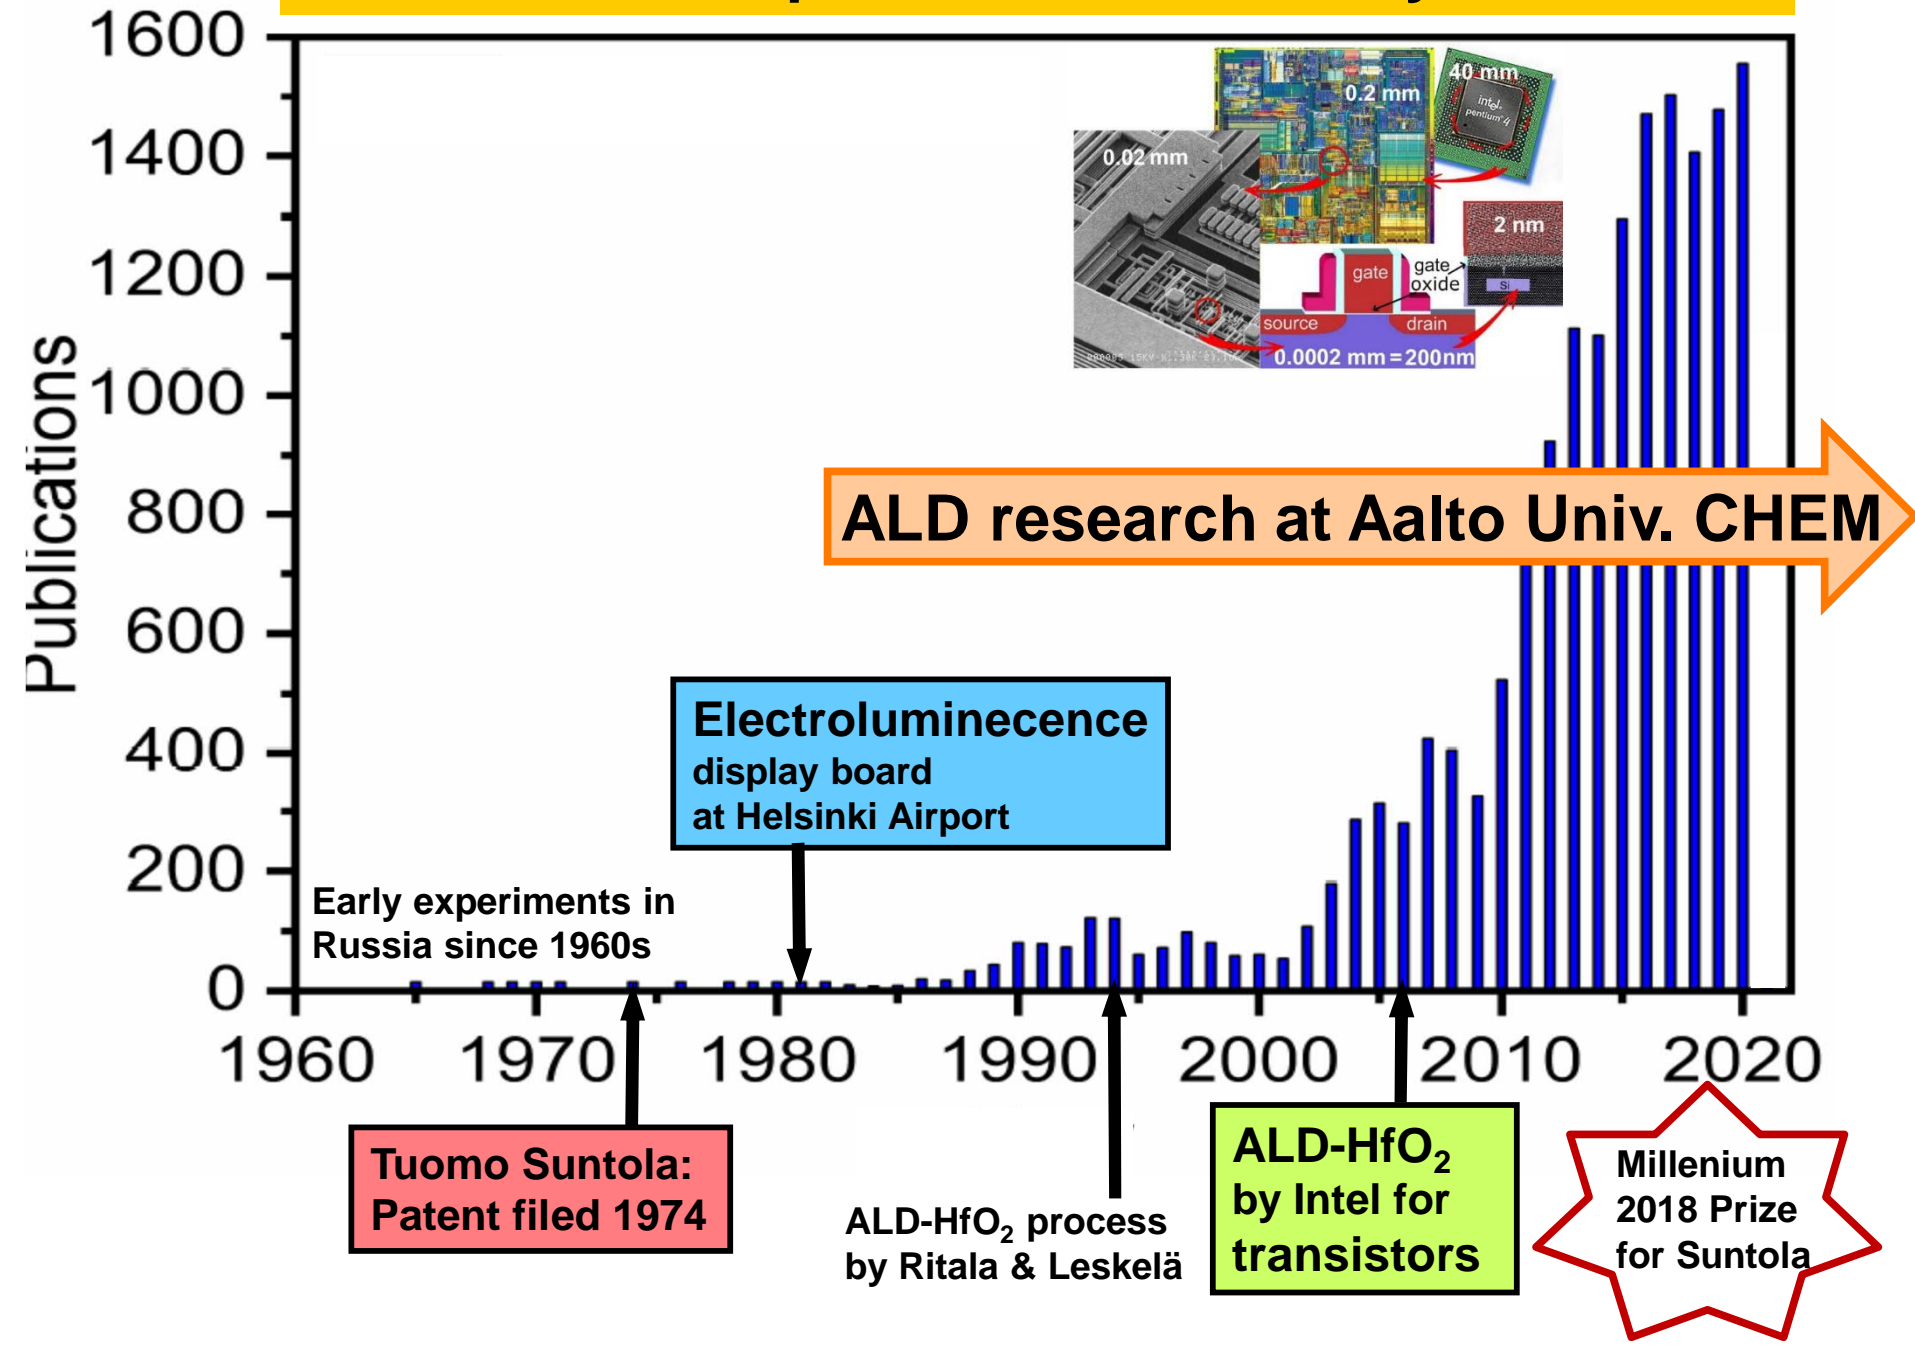 1600
1400
1200
1000
800
600
400
200
0
Publications
1960
1970
1980
1990
2000
2010
2020
40 mm
intel
pentium 4
0.2 mm
0.02 mm
2 nm
Si
gate
gate
oxide
source
drain
0.0002 mm = 200nm
ALD research at Aalto Univ. CHEM
Electroluminecence
display board
at Helsinki Airport
Early experiments in
Russia since 1960s
Tuomo Suntola:
Patent filed 1974
ALD-HfO₂ process
by Ritala & Leskelä
ALD-HfO₂
by Intel for
transistors
Millenium
2018 Prize
for Suntola